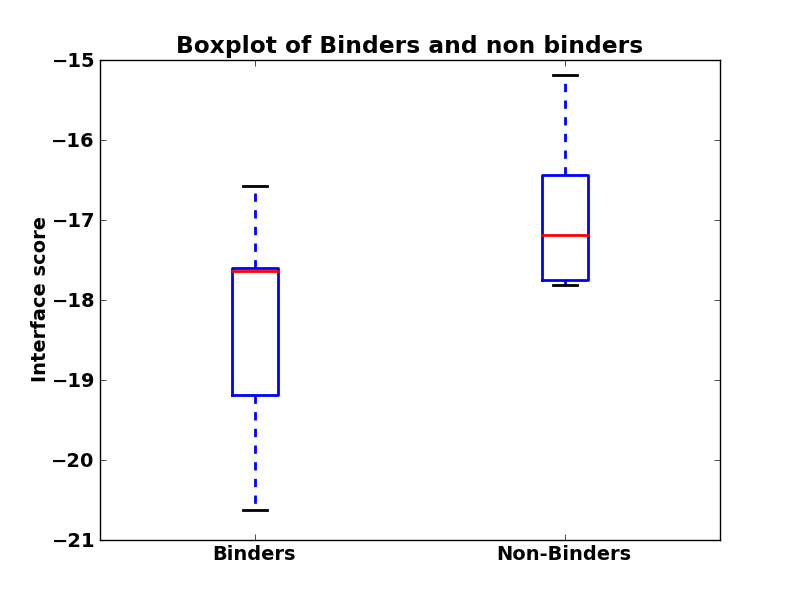 Boxplot of Binders and non binders
−15
−16
−17
−18
−19
−20
−21
Interface score
Binders
Non-Binders